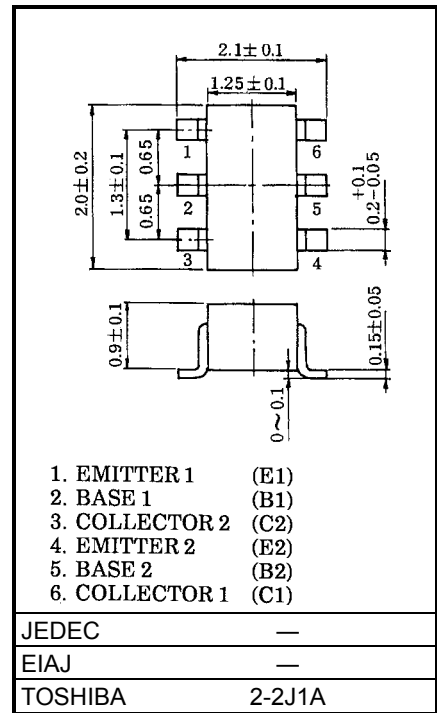 2.1±0.1
1.25±0.1
1
6
2
5
3
4
2.0±0.2
1.3±0.1
0.65
0.65
+0.1
0.2-0.05
0.9±0.1
0.15±0.05
0~0.1
1. EMITTER 1 (E1)
2. BASE 1 (B1)
3. COLLECTOR 2 (C2)
4. EMITTER 2 (E2)
5. BASE 2 (B2)
6. COLLECTOR 1 (C1)
JEDEC —
EIAJ —
TOSHIBA 2-2J1A